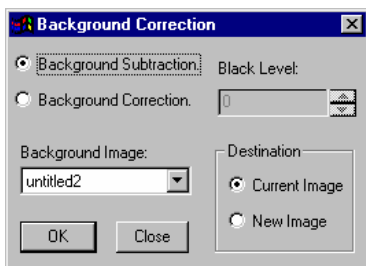 Background Correction
Background Subtraction.
Black Level:
Background Correction.
0
Background Image:
Destination
untitled2
Current Image
New Image
OK
Close